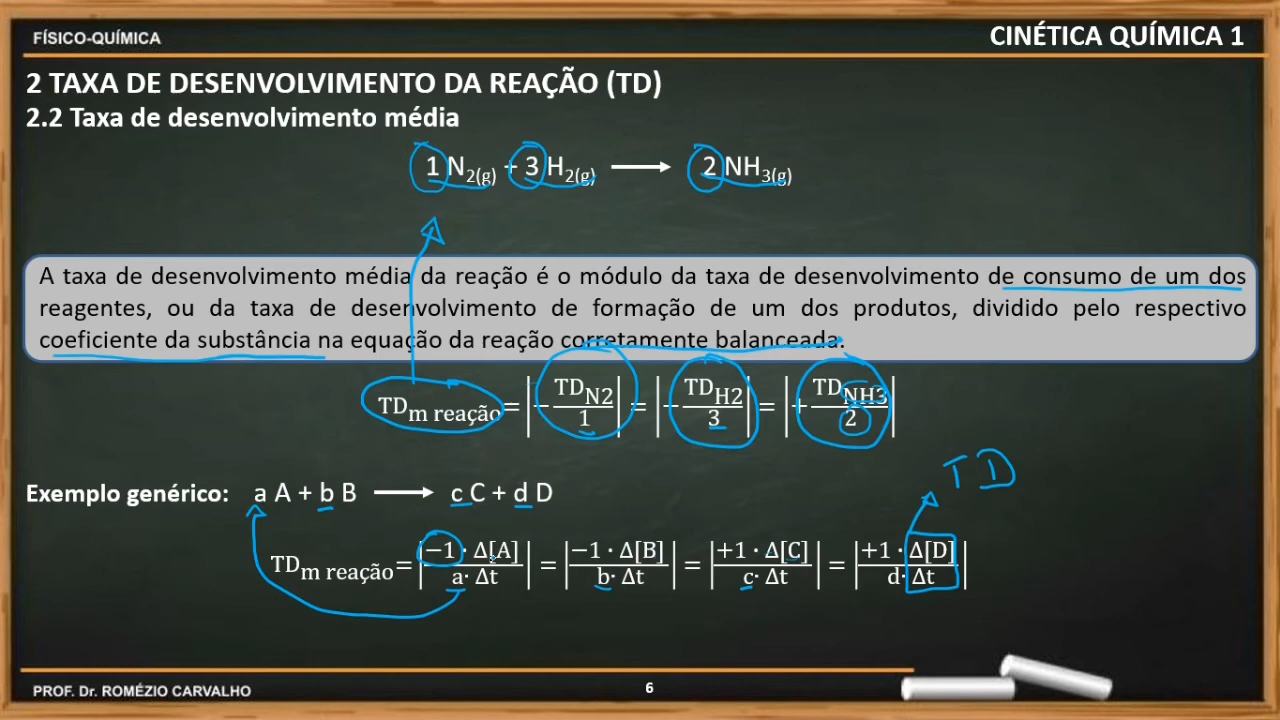 FÍSICO-QUÍMICA
CINÉTICA QUÍMICA 1
2 TAXA DE DESENVOLVIMENTO DA REAÇÃO (TD)
2.2 Taxa de desenvolvimento média
1 N2(g) + 3 H2(g) ⟶ 2 NH3(g)
A taxa de desenvolvimento média da reação é o módulo da taxa de desenvolvimento de consumo de um dos
reagentes, ou da taxa de desenvolvimento de formação de um dos produtos, dividido pelo respectivo
coeficiente da substância na equação da reação corretamente balanceada.
TDm reação = |−TDN2/1| = |−TDH2/3| = |+TDNH3/2|
TD
Exemplo genérico: a A + b B ⟶ c C + d D
TDm reação = |−1 · Δ[A]/a· Δt| = |−1 · Δ[B]/b· Δt| = |+1 · Δ[C]/c· Δt| = |+1 · Δ[D]/d· Δt|
PROF. Dr. ROMÉZIO CARVALHO
6